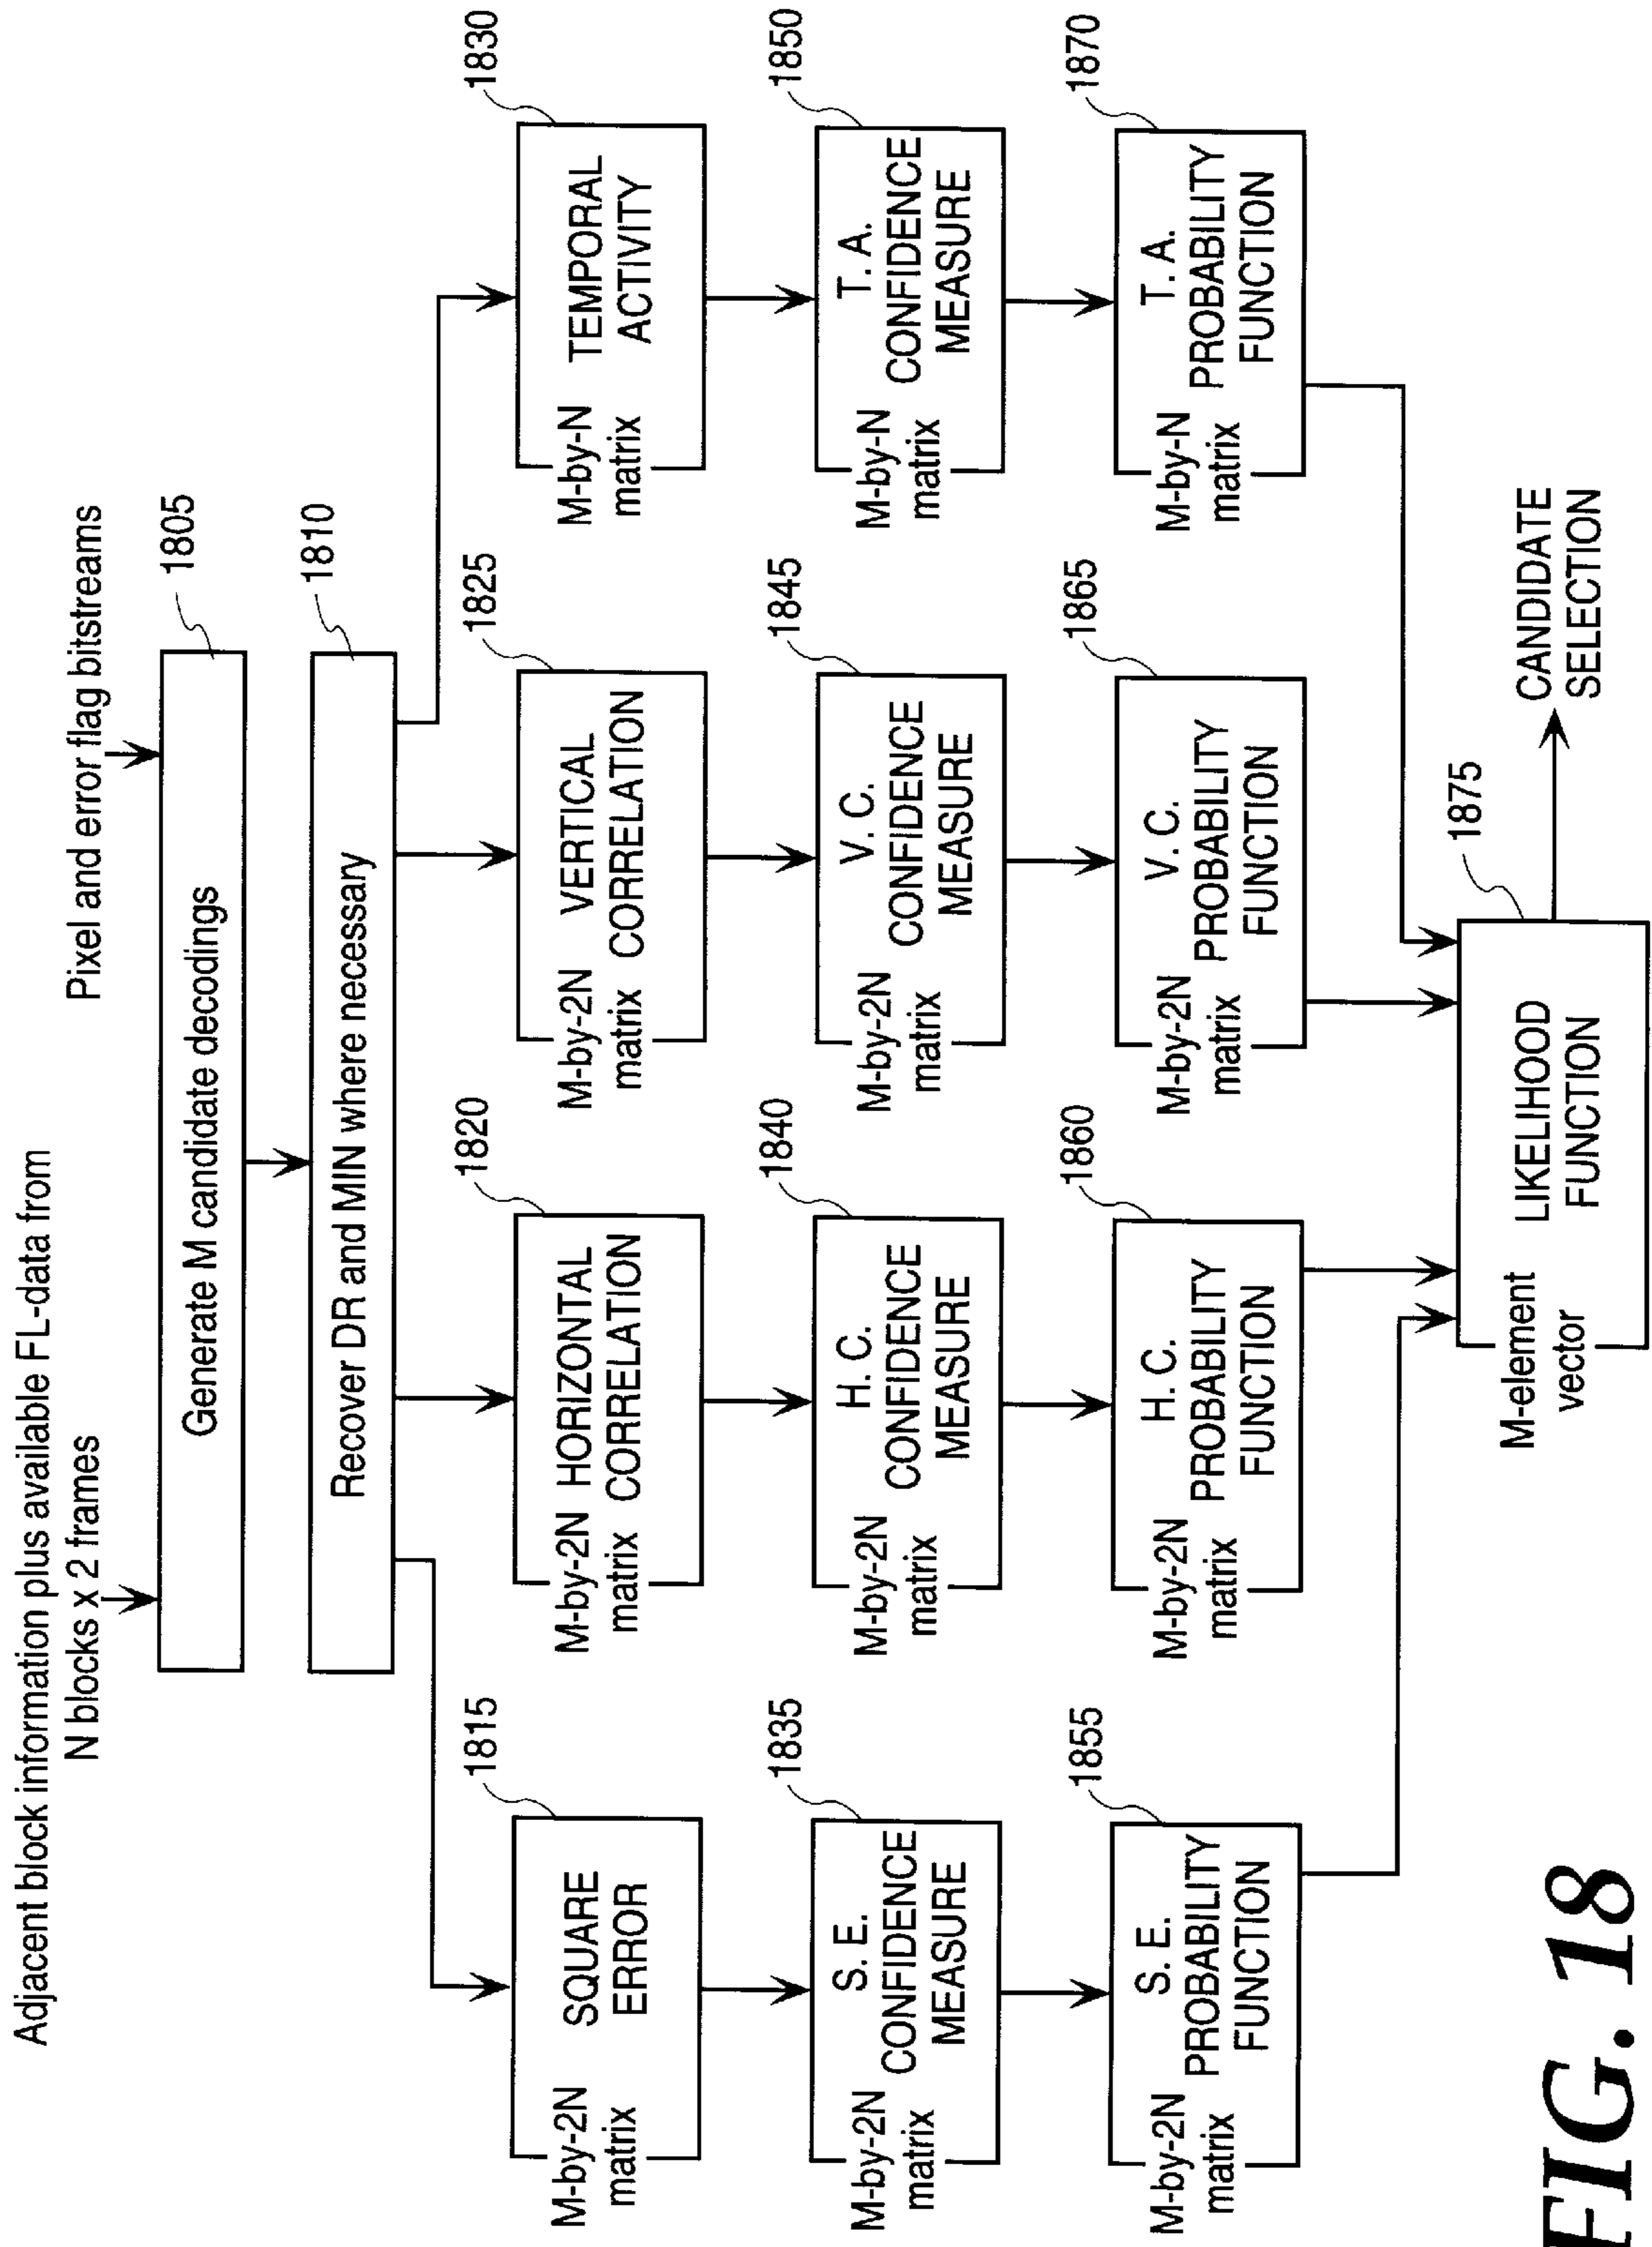 Adjacent block information plus available FL-data from
N blocks x 2 frames
Pixel and error flag bitstreams
1805
Generate M candidate decodings
1810
Recover DR and MIN where necessary
1815
M-by-2N
matrix
SQUARE
ERROR
1820
M-by-2N
matrix
HORIZONTAL
CORRELATION
1825
M-by-2N
matrix
VERTICAL
CORRELATION
1830
M-by-N
matrix
TEMPORAL
ACTIVITY
1835
M-by-2N
matrix
S. E.
CONFIDENCE
MEASURE
1840
M-by-2N
matrix
H. C.
CONFIDENCE
MEASURE
1845
M-by-2N
matrix
V. C.
CONFIDENCE
MEASURE
1850
M-by-N
matrix
T. A.
CONFIDENCE
MEASURE
1855
M-by-2N
matrix
S. E.
PROBABILITY
FUNCTION
1860
M-by-2N
matrix
H. C.
PROBABILITY
FUNCTION
1865
M-by-2N
matrix
V. C.
PROBABILITY
FUNCTION
1870
M-by-N
matrix
T. A.
PROBABILITY
FUNCTION
1875
M-element
vector
LIKELIHOOD
FUNCTION
CANDIDATE
SELECTION
FIG. 18